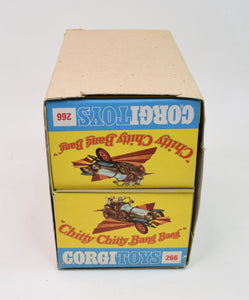 266 CORGI TOYS
"Chitty Chitty Bang Bang"
"Chitty Chitty Bang Bang"
CORGI TOYS 266